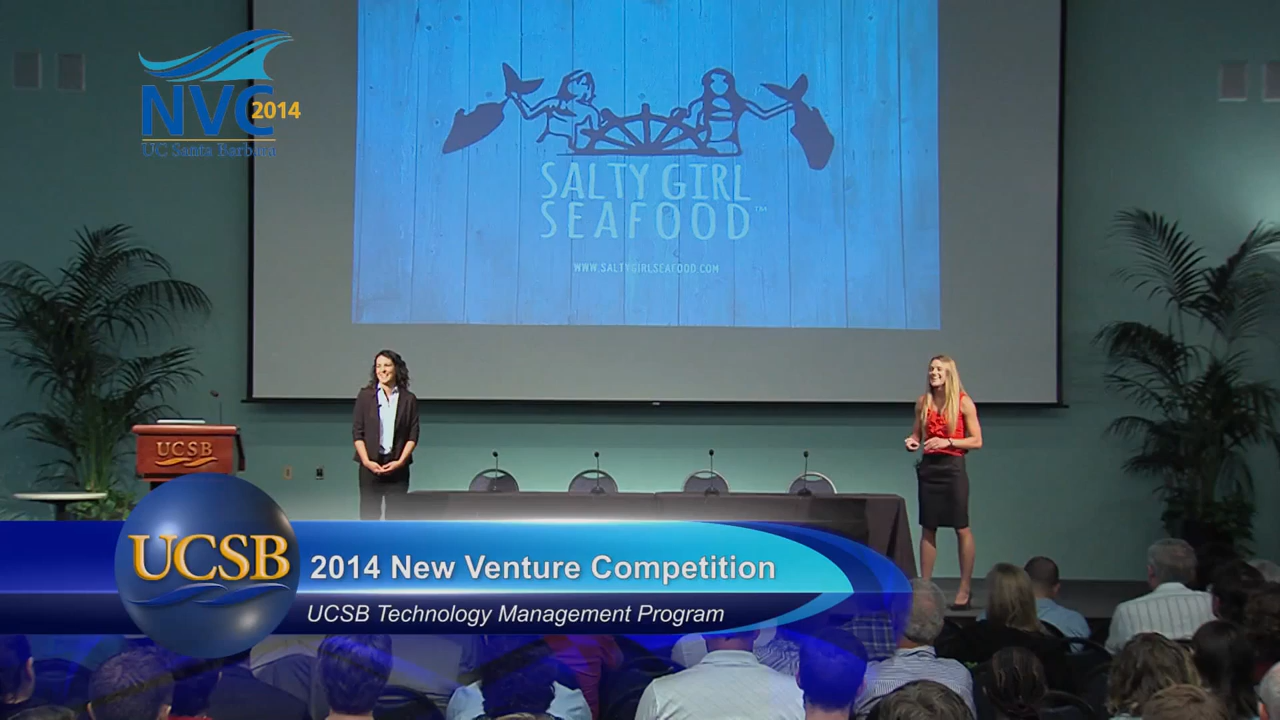 NVC 2014
UC Santa Barbara
SALTY GIRL
SEAFOOD™
WWW.SALTYGIRLSEAFOOD.COM
UCSB
UCSB
2014 New Venture Competition
UCSB Technology Management Program